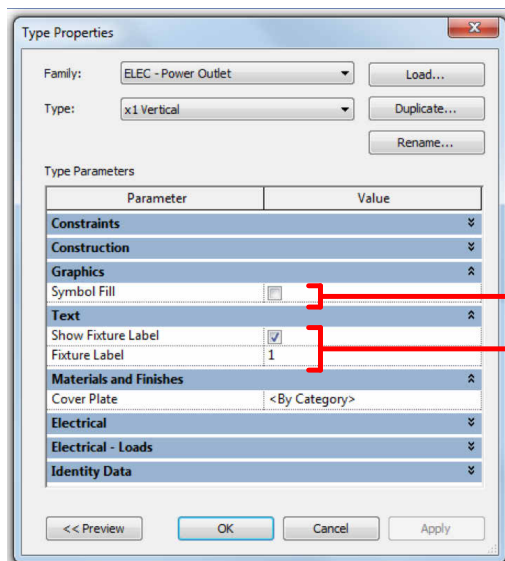 Type Properties
Family: ELEC - Power Outlet Load...
Type: x1 Vertical Duplicate...
Rename...
Type Parameters
Parameter Value
Constraints
Construction
Graphics
Symbol Fill
Text
Show Fixture Label
Fixture Label 1
Materials and Finishes
Cover Plate <By Category>
Electrical
Electrical - Loads
Identity Data
<< Preview OK Cancel Apply